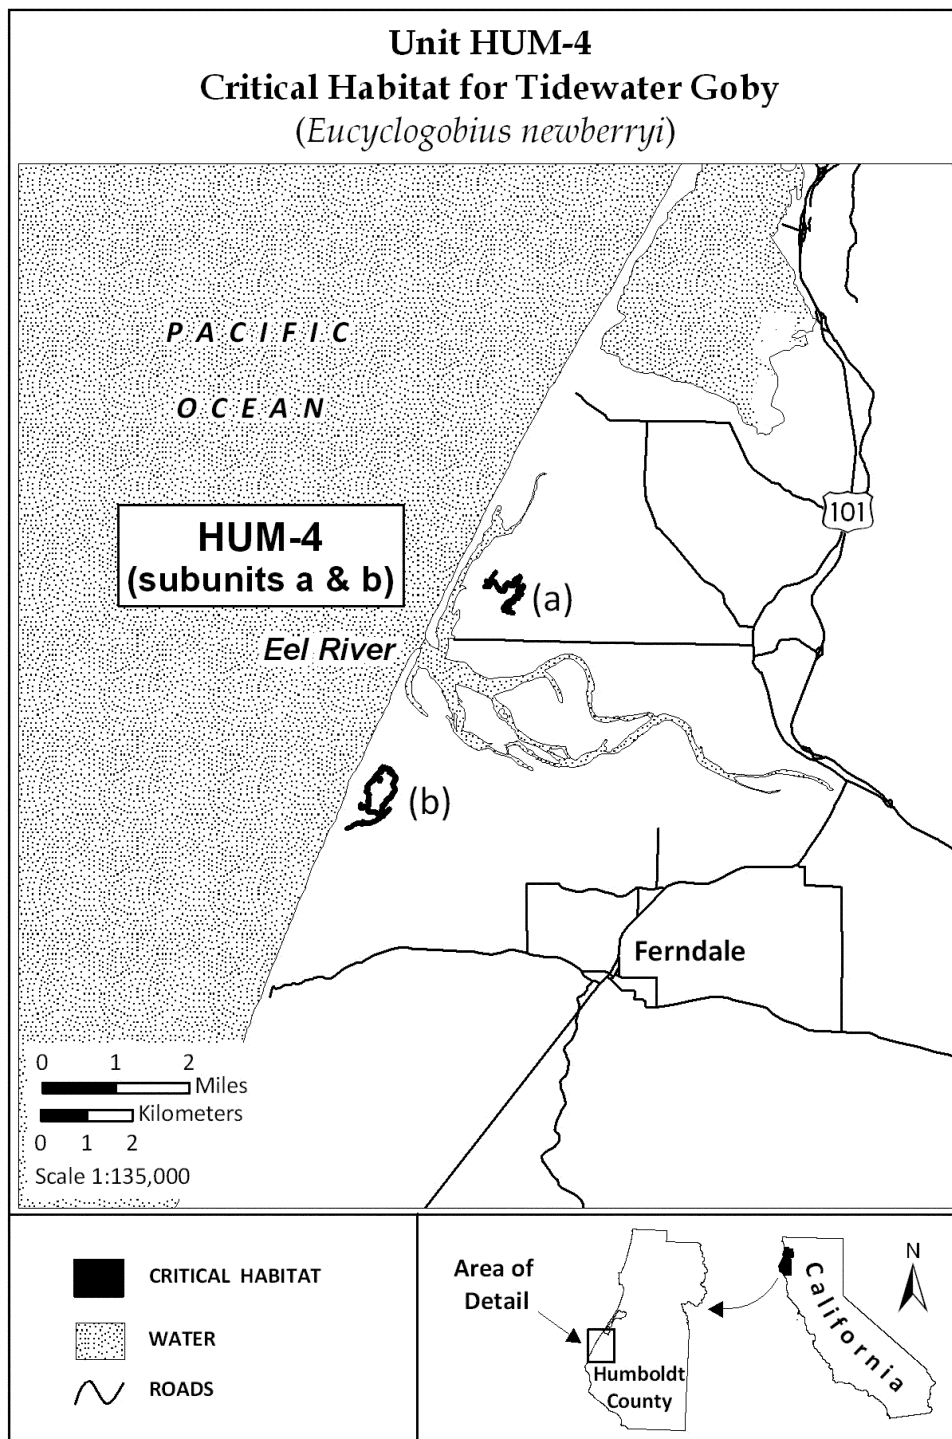 Unit HUM-4
Critical Habitat for Tidewater Goby
(Eucyclogobius newberryi)
PACIFIC
OCEAN
101
HUM-4
(subunits a & b)
(a)
Eel River
(b)
Ferndale
0 1 2
Miles
Kilometers
0 1 2
Scale 1:135,000
CRITICAL HABITAT
WATER
ROADS
Area of
Detail
Humboldt
County
California
N